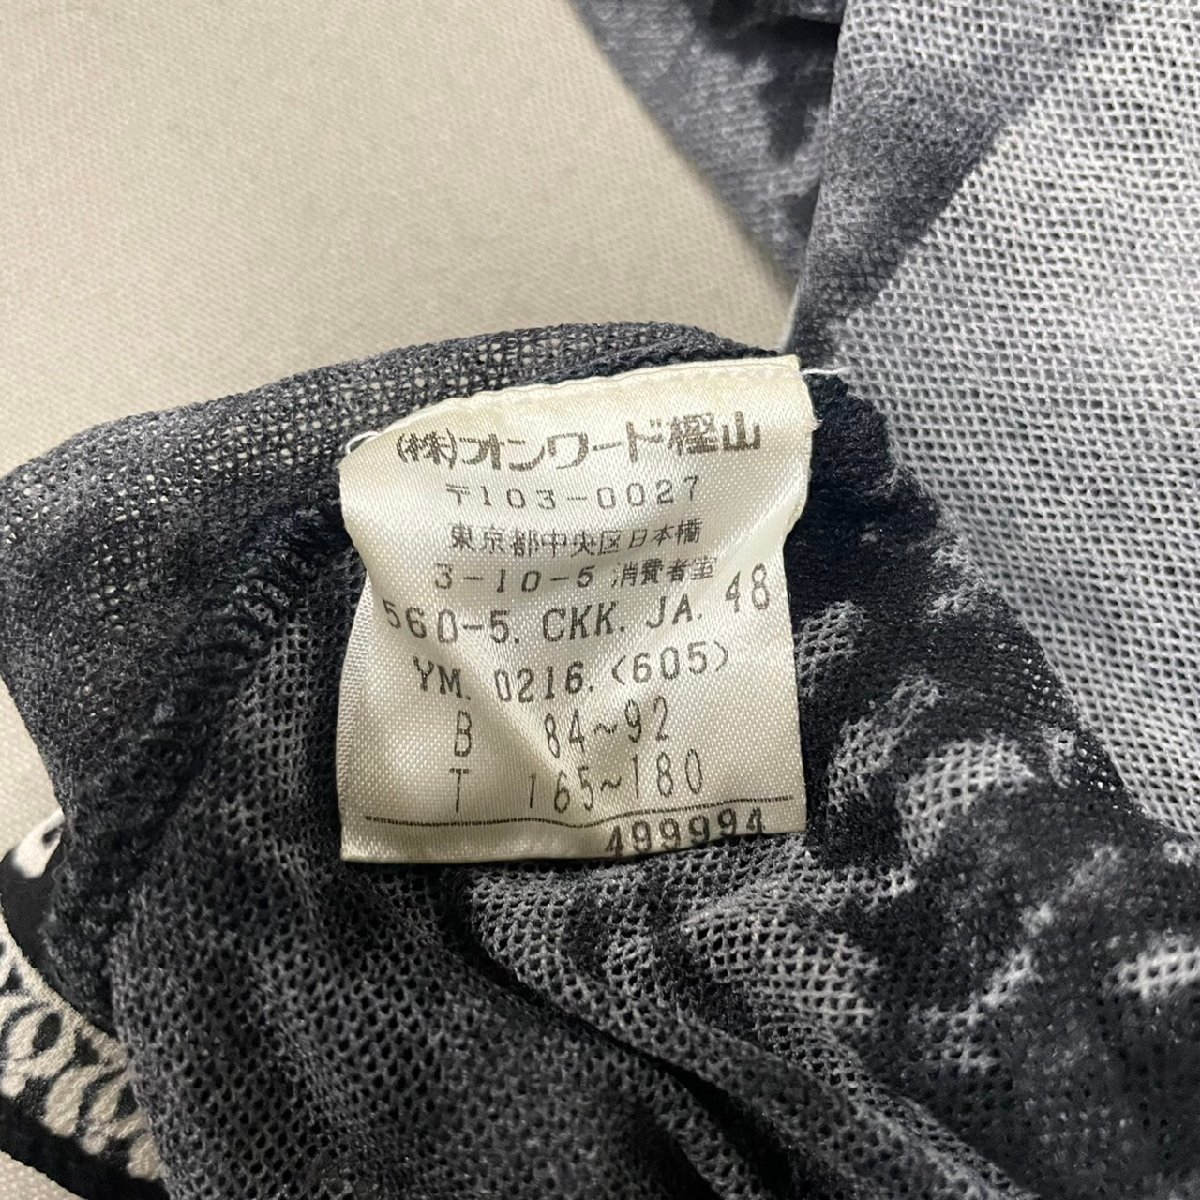 (株)オンワード樫山
〒103-0027
東京都中央区日本橋
3-10-5 消費者室
560-5. CKK. JA. 48
YM. 0216. <605>
B 84~92
T 165~180
499994